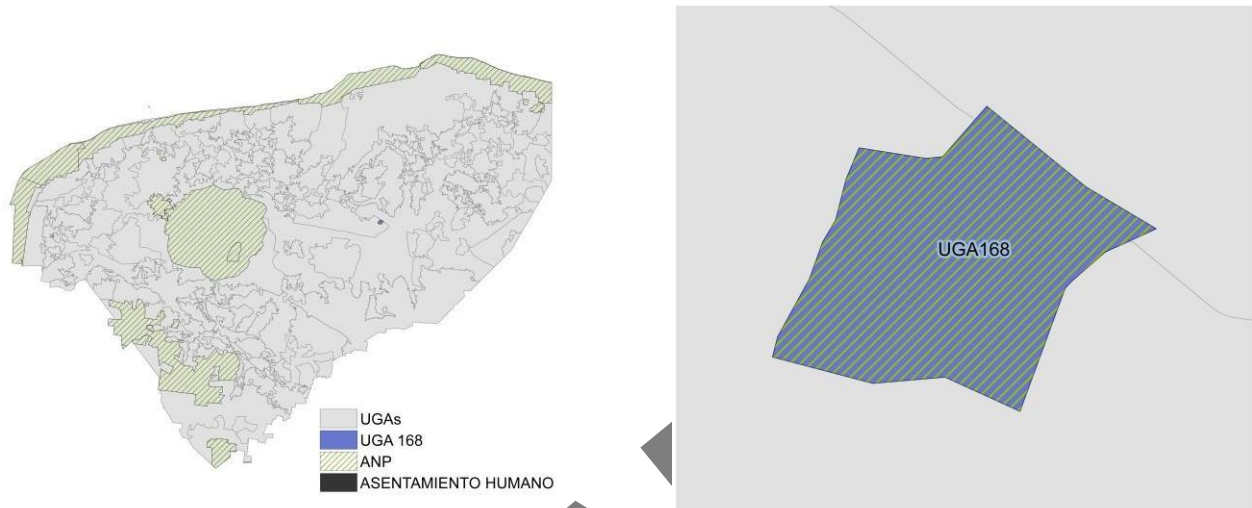 UGAs
UGA 168
ANP
ASENTAMIENTO HUMANO
UGA168